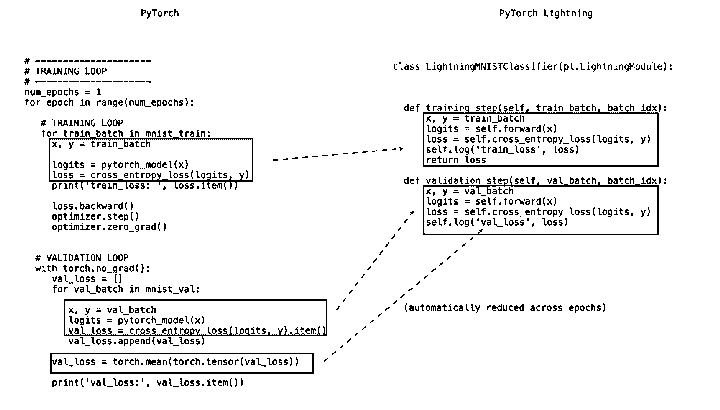 PyTorch
# --------------------
# TRAINING LOOP
# --------------------
num_epochs = 1
for epoch in range(num_epochs):
# TRAINING LOOP
for train_batch in mnist_train:
x, y = train_batch
logits = pytorch_model(x)
loss = cross_entropy_loss(logits, y)
print('train_loss: ', loss.item())
loss.backward()
optimizer.step()
optimizer.zero_grad()
# VALIDATION LOOP
with torch.no_grad():
val_loss = []
for val_batch in mnist_val:
x, y = val_batch
logits = pytorch_model(x)
val_loss = cross_entropy_loss(logits, y).item()
val_loss.append(val_loss)
val_loss = torch.mean(torch.tensor(val_loss))
print('val_loss:', val_loss.item())
PyTorch Lightning
class LightningMNISTClassifier(pl.LightningModule):
def training_step(self, train_batch, batch_idx):
x, y = train_batch
logits = self.forward(x)
loss = self.cross_entropy_loss(logits, y)
self.log('train_loss', loss)
return loss
def validation_step(self, val_batch, batch_idx):
x, y = val_batch
logits = self.forward(x)
loss = self.cross_entropy_loss(logits, y)
self.log('val_loss', loss)
(automatically reduced across epochs)